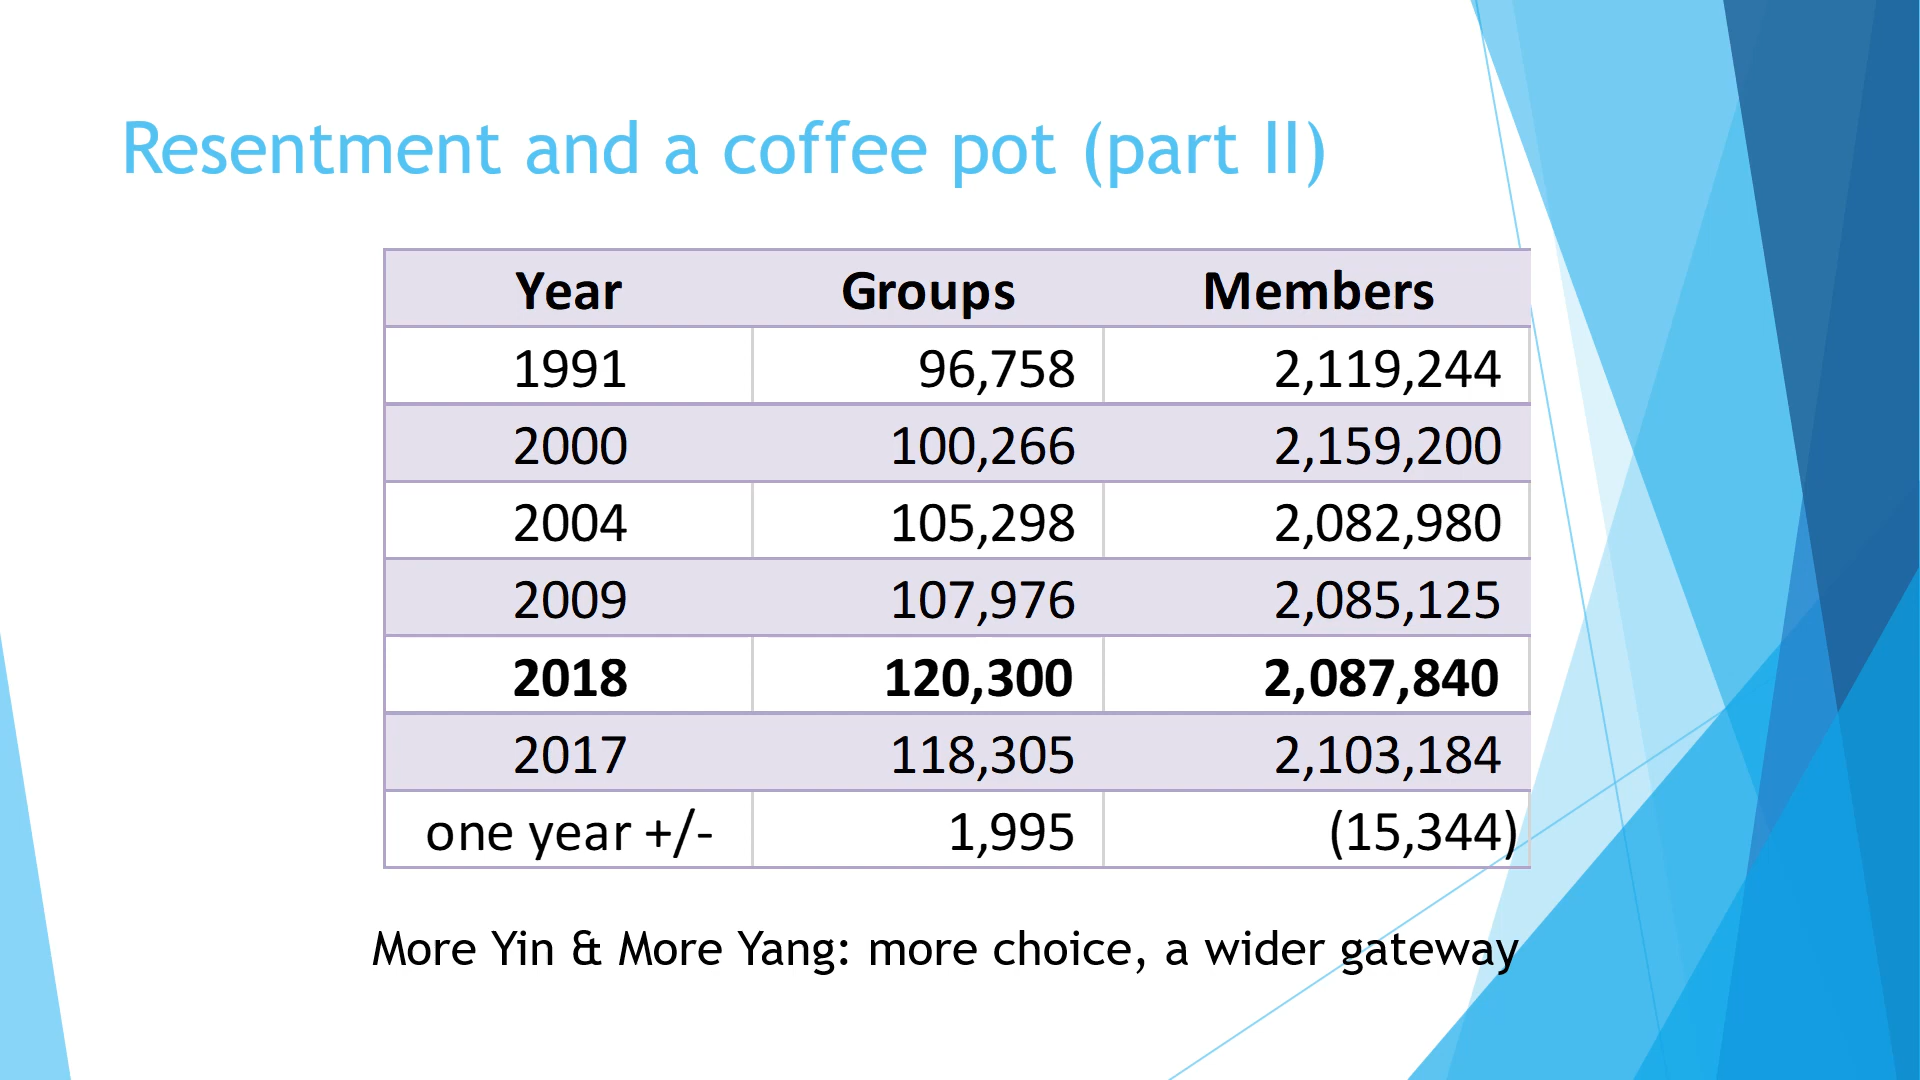 Resentment and a coffee pot (part II)
Year Groups Members
1991 96,758 2,119,244
2000 100,266 2,159,200
2004 105,298 2,082,980
2009 107,976 2,085,125
2018 120,300 2,087,840
2017 118,305 2,103,184
one year +/- 1,995 (15,344)
More Yin & More Yang: more choice, a wider gateway